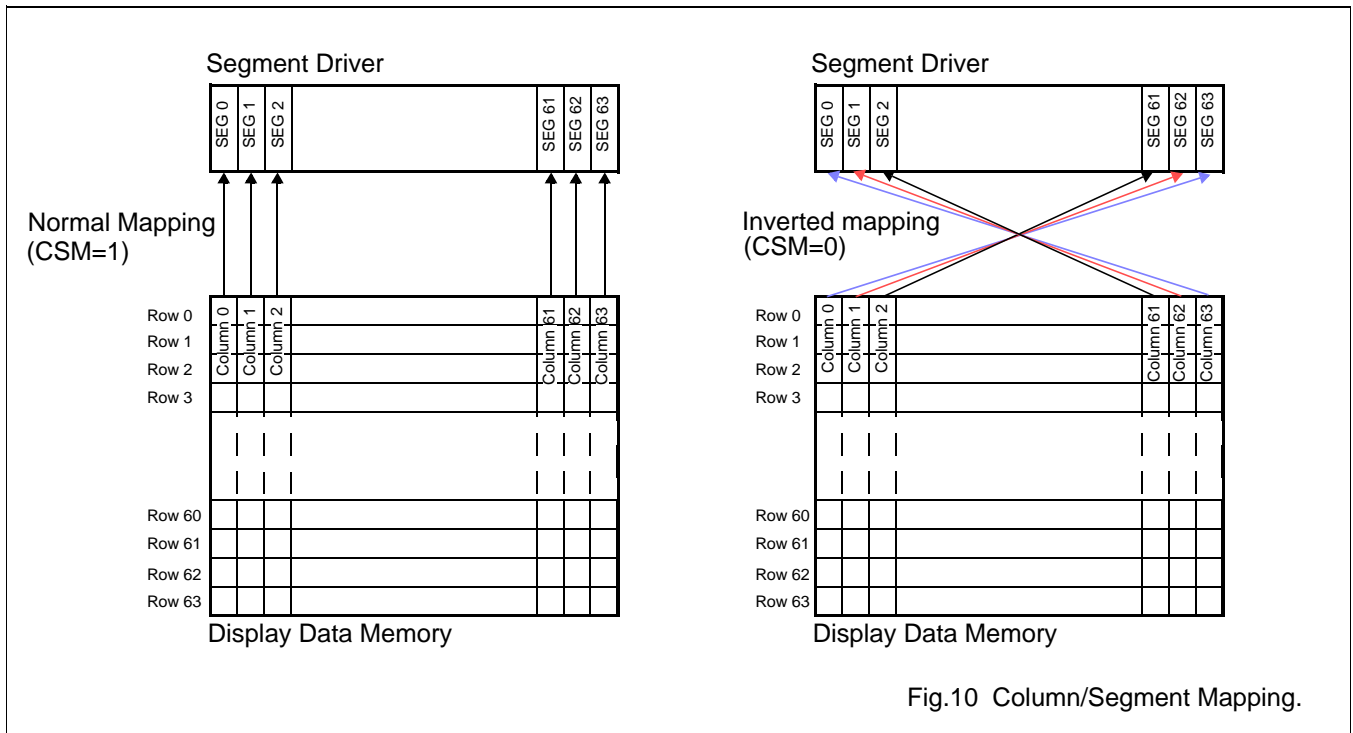 Segment Driver
SEG 0
SEG 1
SEG 2
SEG 61
SEG 62
SEG 63
Normal Mapping
(CSM=1)
Row 0
Row 1
Row 2
Row 3
Column 0
Column 1
Column 2
Column 61
Column 62
Column 63
Row 60
Row 61
Row 62
Row 63
Display Data Memory
Segment Driver
SEG 0
SEG 1
SEG 2
SEG 61
SEG 62
SEG 63
Inverted mapping
(CSM=0)
Row 0
Row 1
Row 2
Row 3
Column 0
Column 1
Column 2
Column 61
Column 62
Column 63
Row 60
Row 61
Row 62
Row 63
Display Data Memory
Fig.10 Column/Segment Mapping.